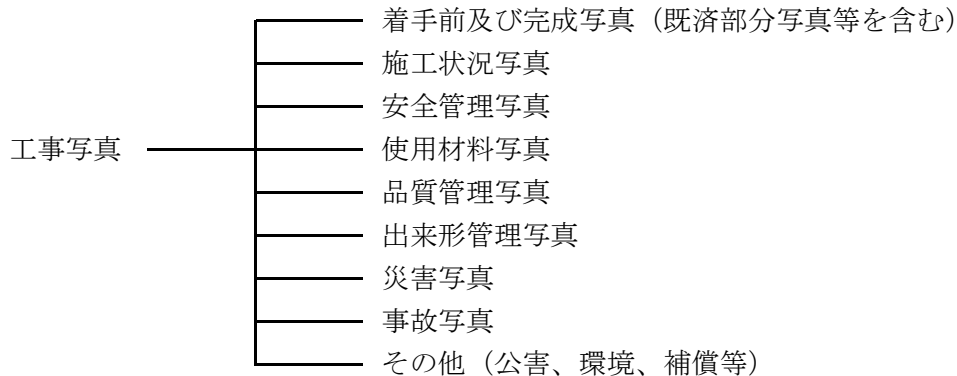 着手前及び完成写真（既済部分写真等を含む）
施工状況写真
安全管理写真
工事写真
使用材料写真
品質管理写真
出来形管理写真
災害写真
事故写真
その他（公害、環境、補償等）